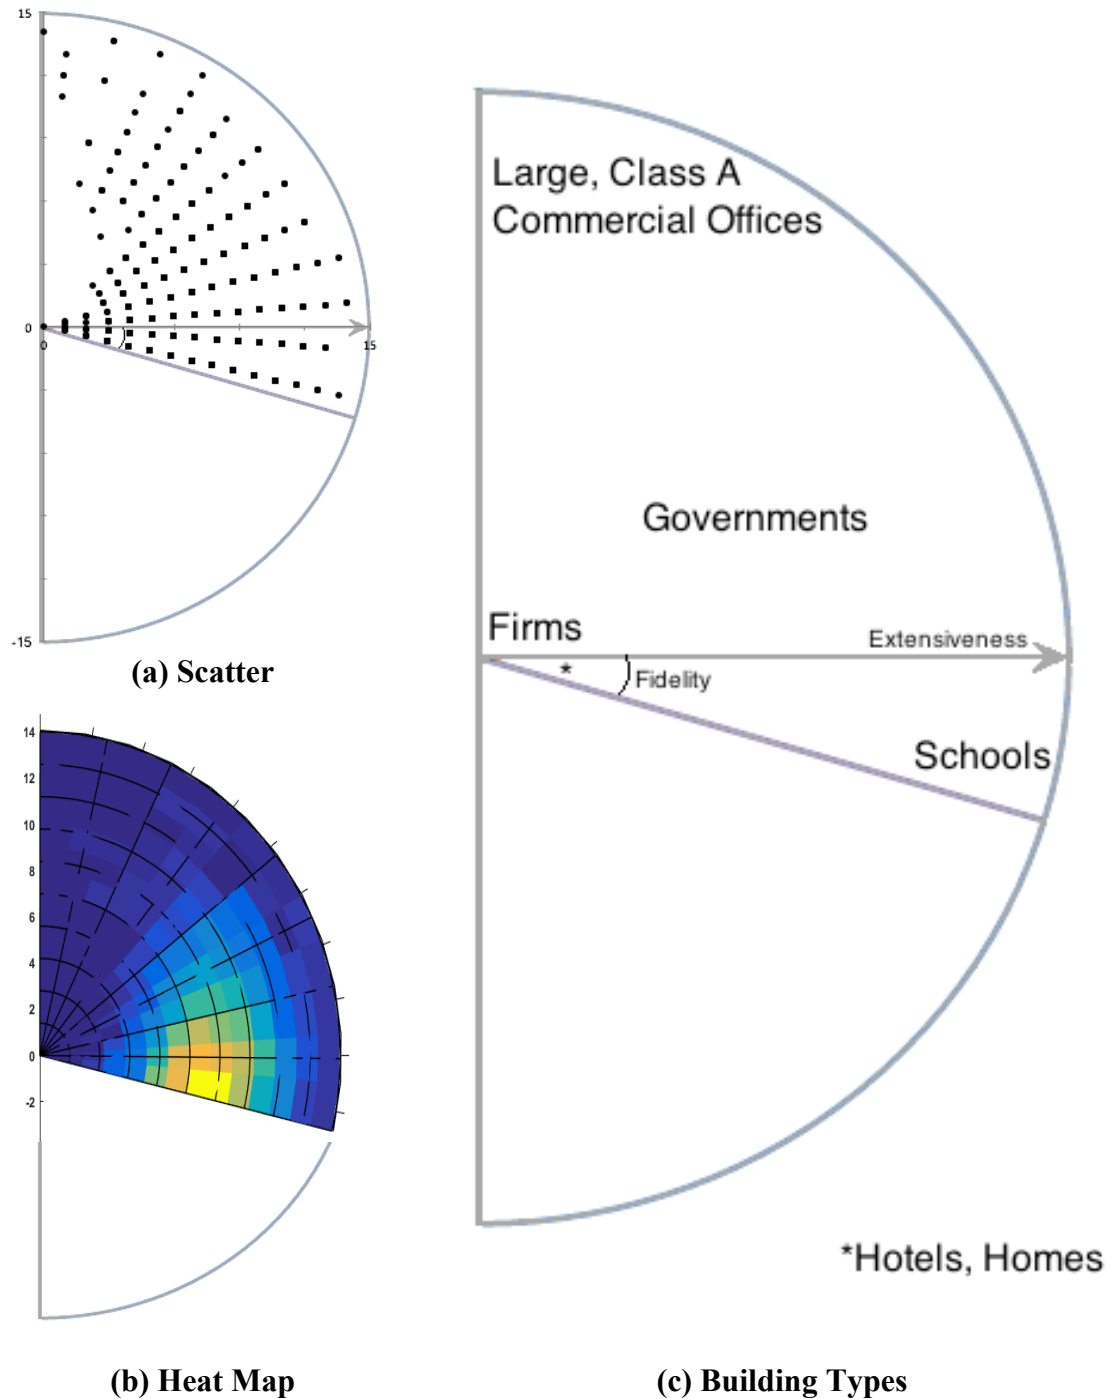 15
0
0
15
-15
(a) Scatter
14
12
10
8
6
4
2
0
-2
(b) Heat Map
Large, Class A
Commercial Offices
Governments
Firms
Extensiveness
*
Fidelity
Schools
*Hotels, Homes
(c) Building Types